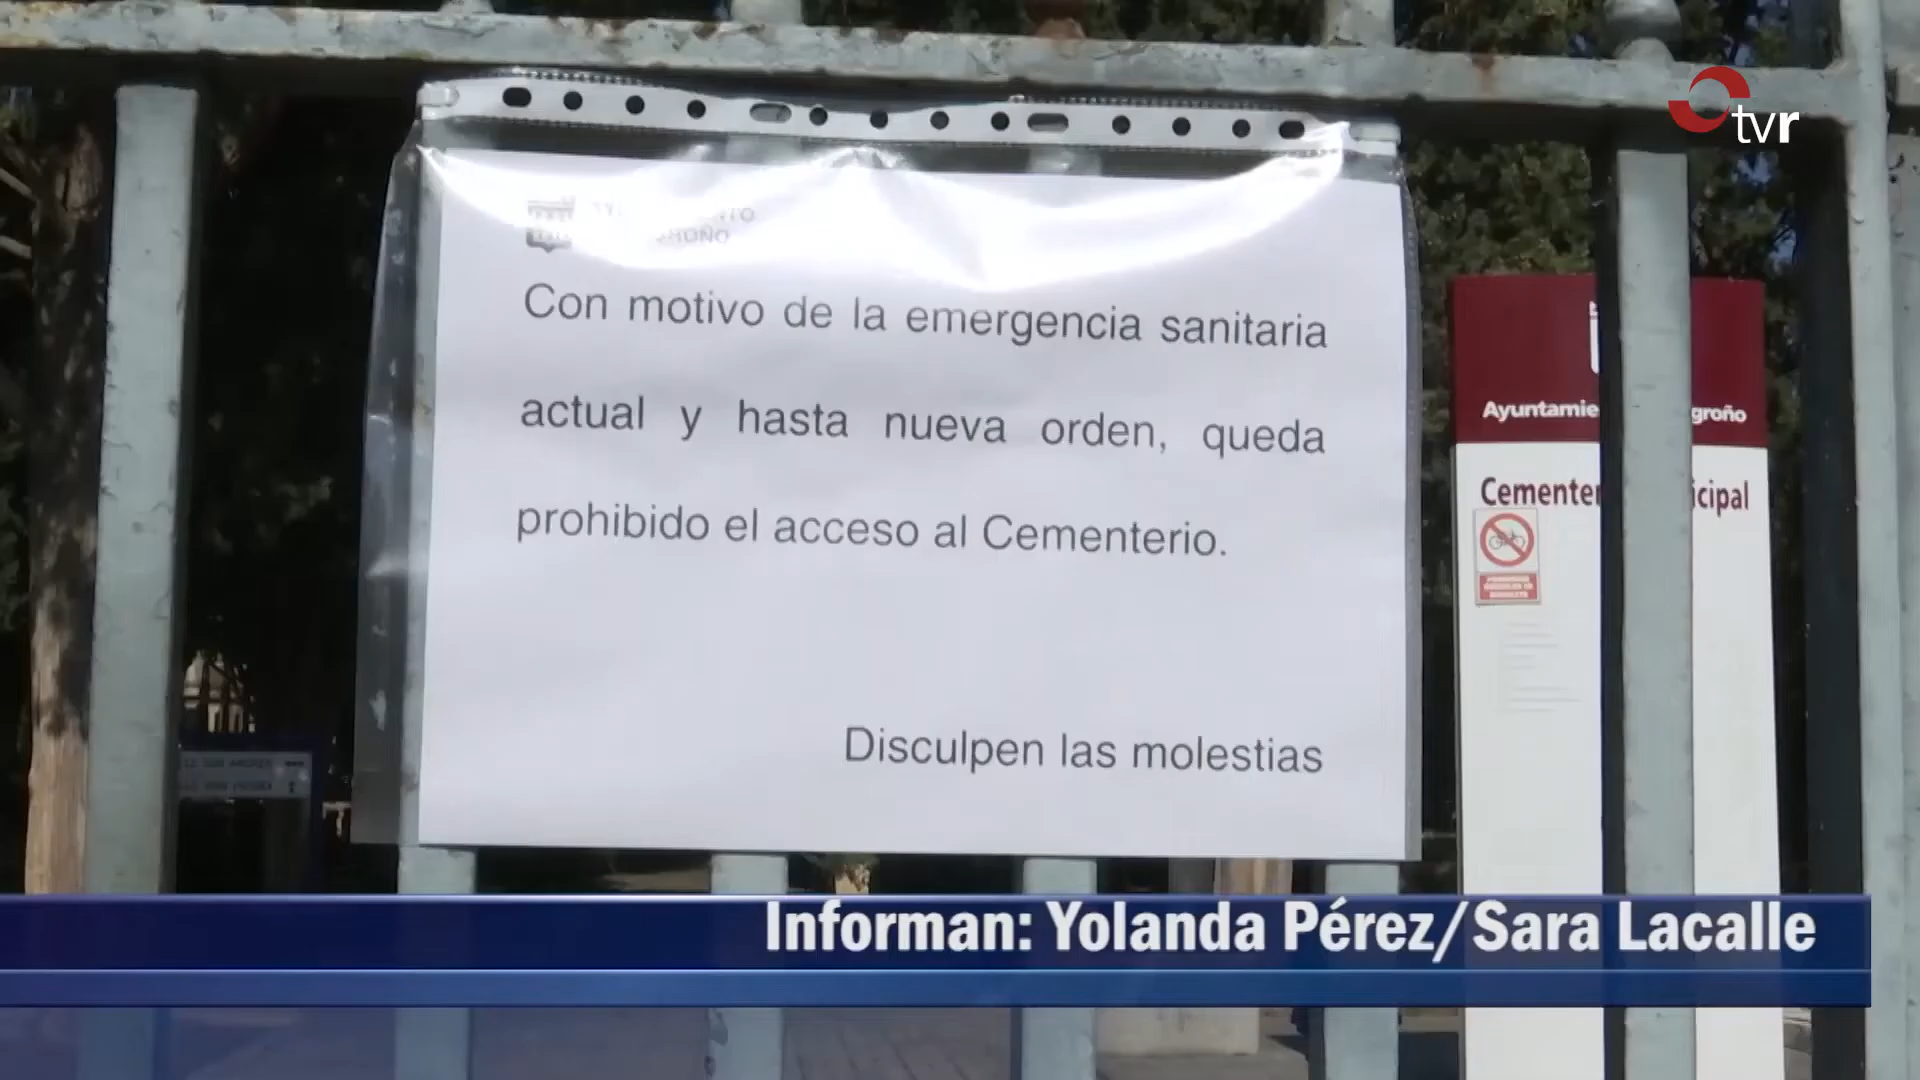 tvr
Con motivo de la emergencia sanitaria
actual y hasta nueva orden, queda
prohibido el acceso al Cementerio.
Disculpen las molestias
Ayuntamie groño
Cementer icipal
Informan: Yolanda Pérez/Sara Lacalle